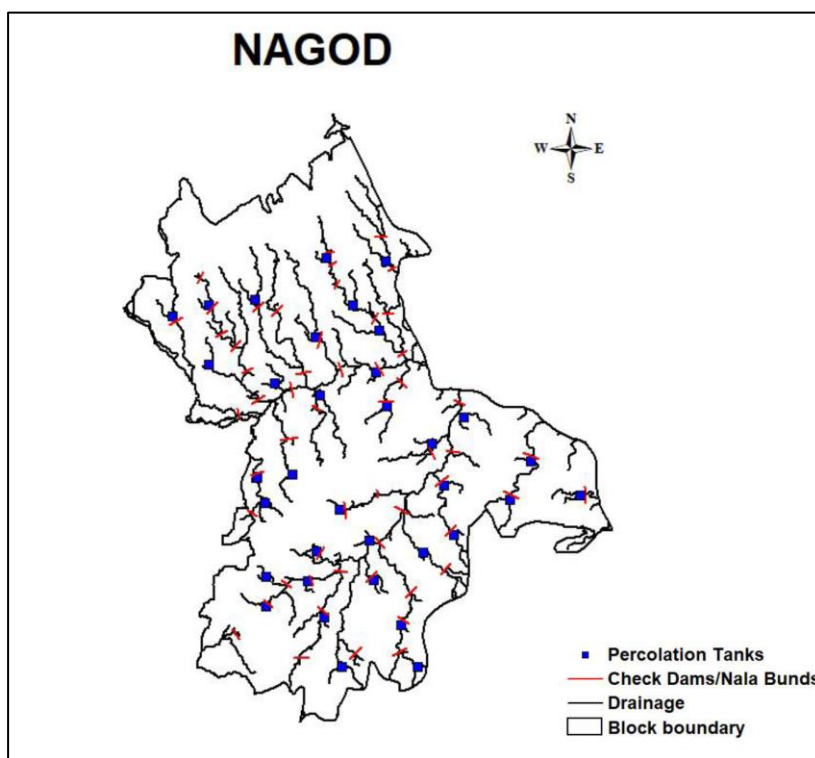 NAGOD
N
W E
S
Percolation Tanks
Check Dams/Nala Bunds
Drainage
Block boundary